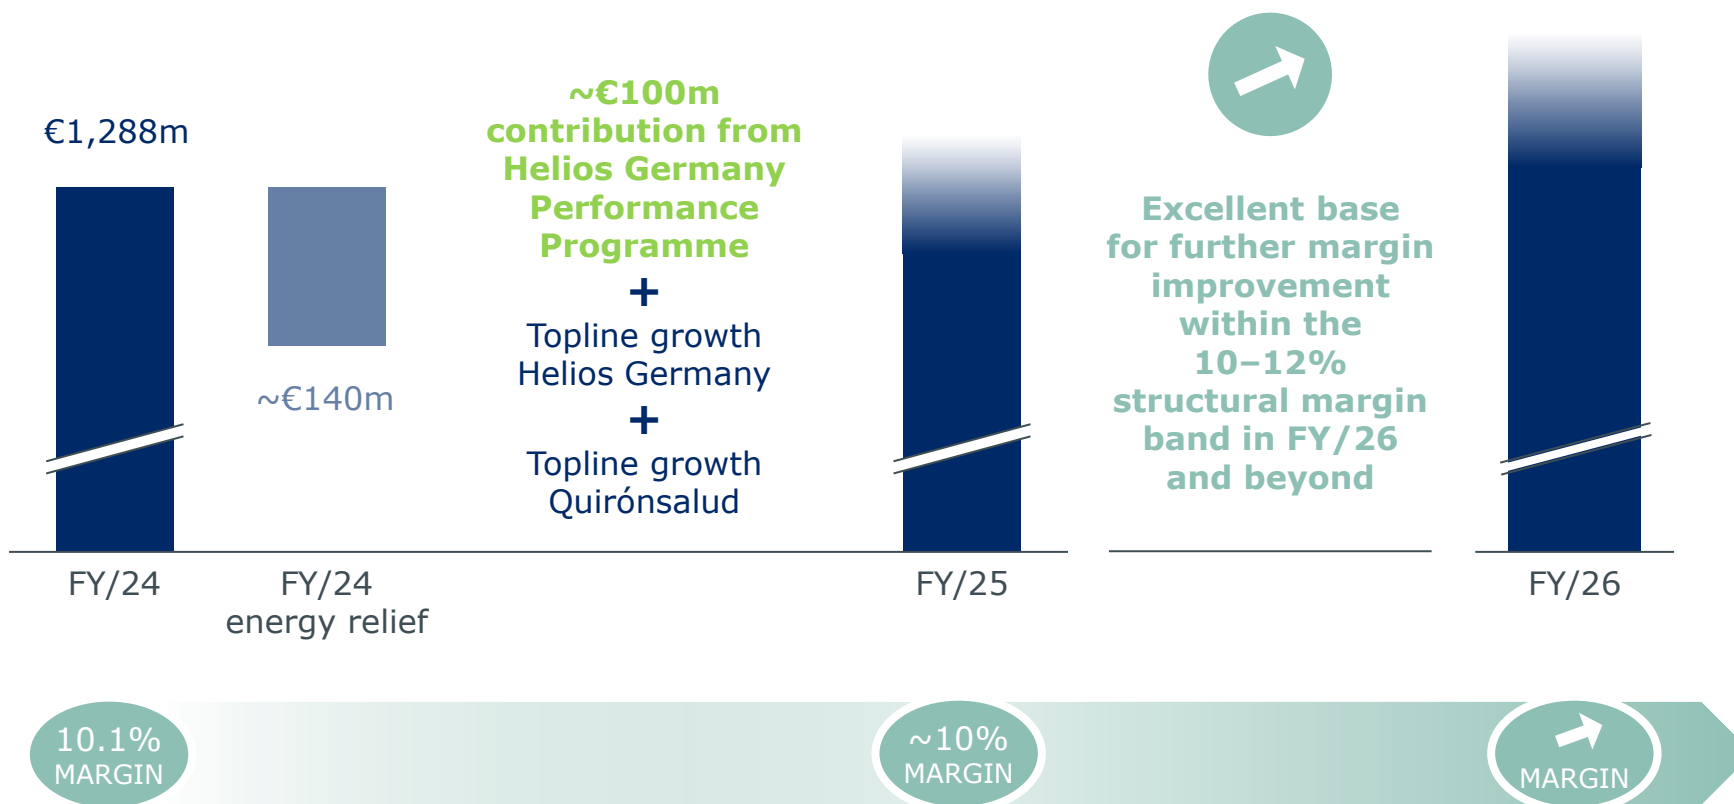 €1,288m
~€140m
~€100m
contribution from
Helios Germany
Performance
Programme
+
Topline growth
Helios Germany
+
Topline growth
Quirónsalud
Excellent base
for further margin
improvement
within the
10–12%
structural margin
band in FY/26
and beyond
FY/24
FY/24
energy relief
FY/25
FY/26
10.1%
MARGIN
~10%
MARGIN
MARGIN